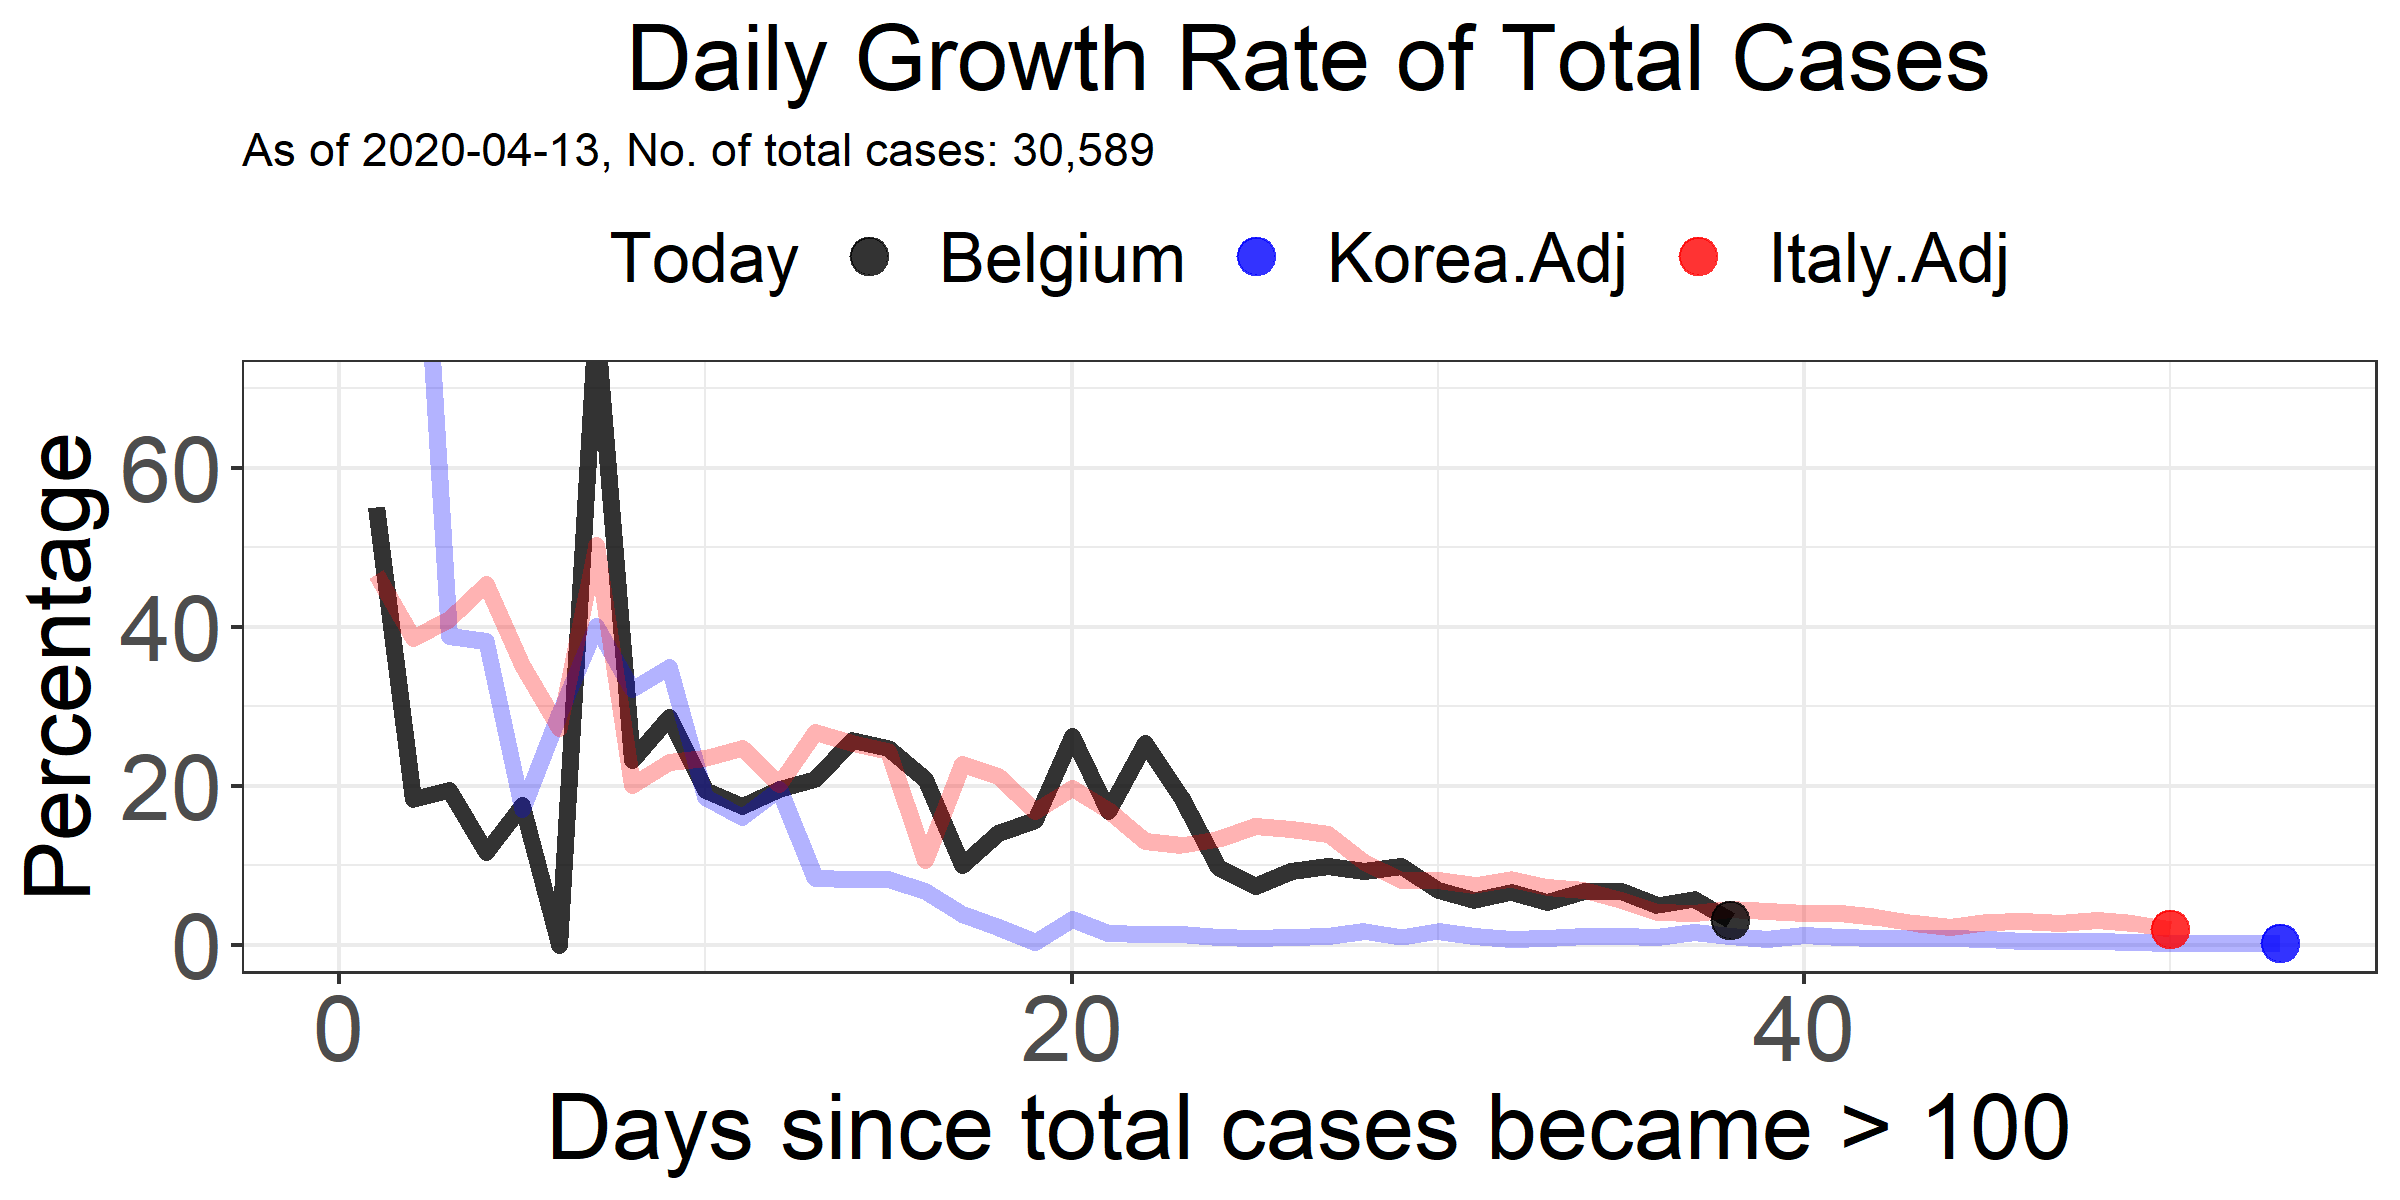 Daily Growth Rate of Total Cases
As of 2020-04-13, No. of total cases: 30,589
Today Belgium Korea.Adj Italy.Adj
Percentage
60
40
20
0
0 20 40
Days since total cases became > 100